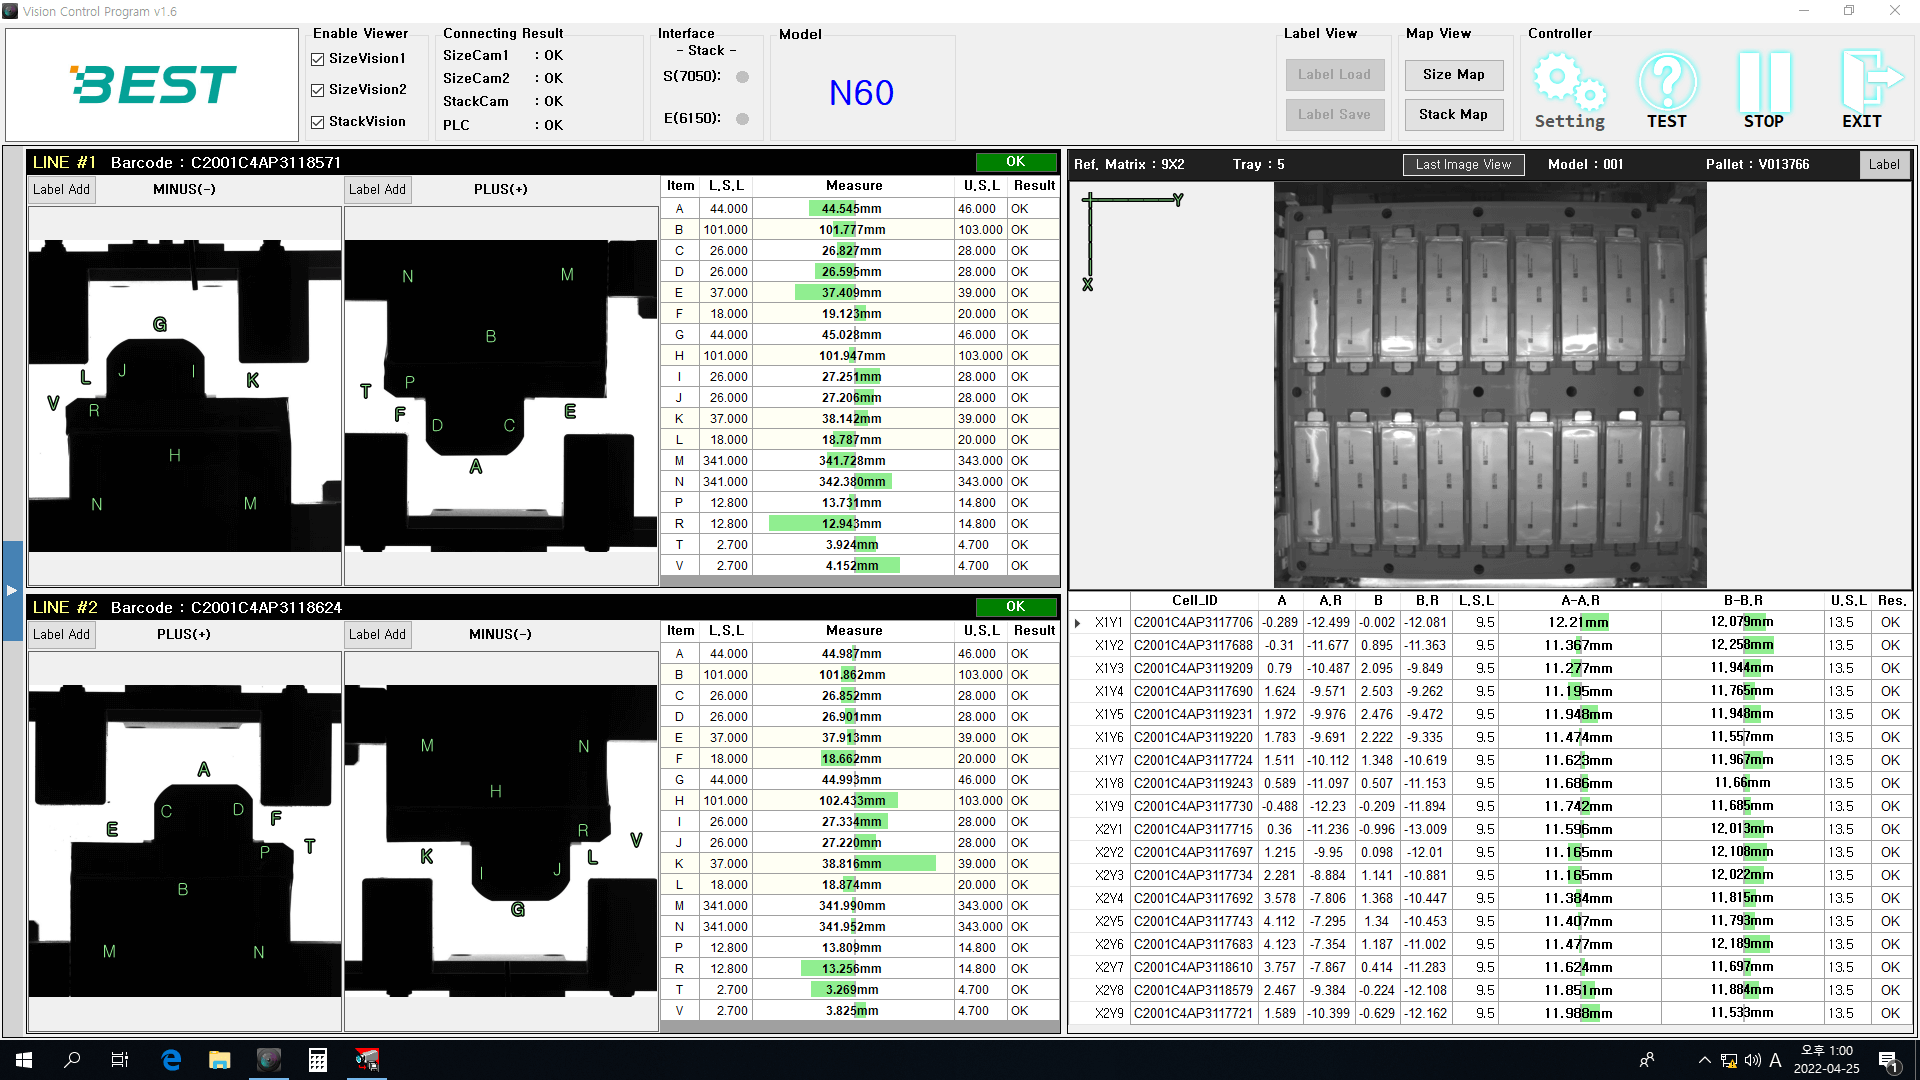 Vision Control Program v1.6
BEST
Enable Viewer
SizeVision1
SizeVision2
StackVision
Connecting Result
SizeCam1 : OK
SizeCam2 : OK
StackCam : OK
PLC : OK
Interface
- Stack -
S(7050):
E(6150):
Model
N60
Label View
Label Load
Label Save
Map View
Size Map
Stack Map
Controller
Setting TEST STOP EXIT
LINE #1 Barcode : C2001C4AP3118571 OK
Label Add MINUS(-) Label Add PLUS(+)
G
L J I K
V R
H
N M
N M
B
P
T F D C E
A
Item L.S.L Measure U.S.L Result
A 44.000 44.545mm 46.000 OK
B 101.000 101.777mm 103.000 OK
C 26.000 26.827mm 28.000 OK
D 26.000 26.595mm 28.000 OK
E 37.000 37.409mm 39.000 OK
F 18.000 19.123mm 20.000 OK
G 44.000 45.028mm 46.000 OK
H 101.000 101.947mm 103.000 OK
I 26.000 27.251mm 28.000 OK
J 26.000 27.206mm 28.000 OK
K 37.000 38.142mm 39.000 OK
L 18.000 18.787mm 20.000 OK
M 341.000 341.728mm 343.000 OK
N 341.000 342.380mm 343.000 OK
P 12.800 13.731mm 14.800 OK
R 12.800 12.943mm 14.800 OK
T 2.700 3.924mm 4.700 OK
V 2.700 4.152mm 4.700 OK
LINE #2 Barcode : C2001C4AP3118624 OK
Label Add PLUS(+) Label Add MINUS(-)
A
C D F
E P T
B
M N
M N
H
R V
K I J L
G
Item L.S.L Measure U.S.L Result
A 44.000 44.987mm 46.000 OK
B 101.000 101.862mm 103.000 OK
C 26.000 26.852mm 28.000 OK
D 26.000 26.901mm 28.000 OK
E 37.000 37.913mm 39.000 OK
F 18.000 18.662mm 20.000 OK
G 44.000 44.993mm 46.000 OK
H 101.000 102.433mm 103.000 OK
I 26.000 27.334mm 28.000 OK
J 26.000 27.220mm 28.000 OK
K 37.000 38.816mm 39.000 OK
L 18.000 18.874mm 20.000 OK
M 341.000 341.990mm 343.000 OK
N 341.000 341.952mm 343.000 OK
P 12.800 13.809mm 14.800 OK
R 12.800 13.256mm 14.800 OK
T 2.700 3.269mm 4.700 OK
V 2.700 3.825mm 4.700 OK
Ref. Matrix : 9X2 Tray : 5 Last Image View Model : 001 Pallet : V013766 Label
Y
X
Cell_ID A A.R B B.R L.S.L A-A.R B-B.R U.S.L Res.
X1Y1 C2001C4AP3117706 -0.289 -12.499 -0.002 -12.081 9.5 12.21mm 12.079mm 13.5 OK
X1Y2 C2001C4AP3117688 -0.31 -11.677 0.895 -11.363 9.5 11.367mm 12.258mm 13.5 OK
X1Y3 C2001C4AP3119209 0.79 -10.487 2.095 -9.849 9.5 11.277mm 11.944mm 13.5 OK
X1Y4 C2001C4AP3117690 1.624 -9.571 2.503 -9.262 9.5 11.195mm 11.765mm 13.5 OK
X1Y5 C2001C4AP3119231 1.972 -9.976 2.476 -9.472 9.5 11.948mm 11.948mm 13.5 OK
X1Y6 C2001C4AP3119220 1.783 -9.691 2.222 -9.335 9.5 11.474mm 11.557mm 13.5 OK
X1Y7 C2001C4AP3117724 1.511 -10.112 1.348 -10.619 9.5 11.623mm 11.967mm 13.5 OK
X1Y8 C2001C4AP3119243 0.589 -11.097 0.507 -11.153 9.5 11.686mm 11.66mm 13.5 OK
X1Y9 C2001C4AP3117730 -0.488 -12.23 -0.209 -11.894 9.5 11.742mm 11.685mm 13.5 OK
X2Y1 C2001C4AP3117715 0.36 -11.236 -0.996 -13.009 9.5 11.596mm 12.013mm 13.5 OK
X2Y2 C2001C4AP3117697 1.215 -9.95 0.098 -12.01 9.5 11.165mm 12.108mm 13.5 OK
X2Y3 C2001C4AP3117734 2.281 -8.884 1.141 -10.881 9.5 11.165mm 12.022mm 13.5 OK
X2Y4 C2001C4AP3117692 3.578 -7.806 1.368 -10.447 9.5 11.384mm 11.815mm 13.5 OK
X2Y5 C2001C4AP3117743 4.112 -7.295 1.34 -10.453 9.5 11.407mm 11.793mm 13.5 OK
X2Y6 C2001C4AP3117683 4.123 -7.354 1.187 -11.002 9.5 11.477mm 12.189mm 13.5 OK
X2Y7 C2001C4AP3118610 3.757 -7.867 0.414 -11.283 9.5 11.624mm 11.697mm 13.5 OK
X2Y8 C2001C4AP3118579 2.467 -9.384 -0.224 -12.108 9.5 11.851mm 11.884mm 13.5 OK
X2Y9 C2001C4AP3117721 1.589 -10.399 -0.629 -12.162 9.5 11.988mm 11.533mm 13.5 OK
A
오후 1:00
2022-04-25
1